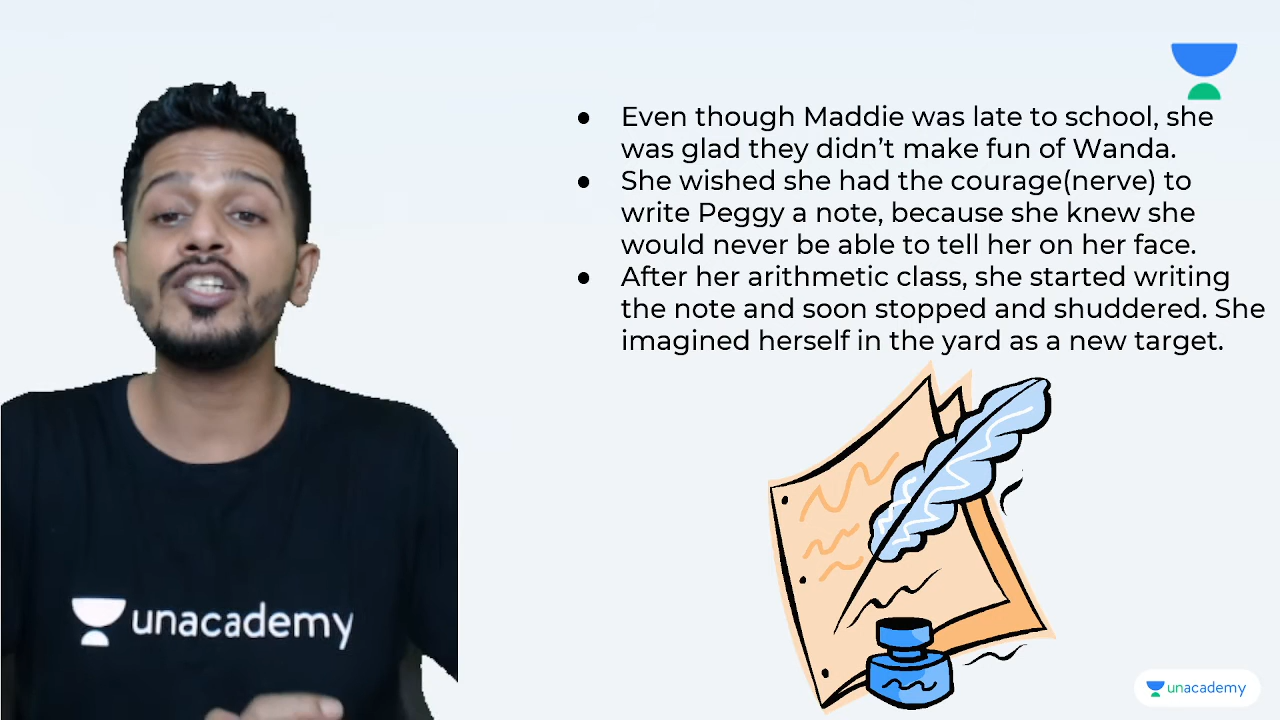 ● Even though Maddie was late to school, she
was glad they didn't make fun of Wanda.
● She wished she had the courage(nerve) to
write Peggy a note, because she knew she
would never be able to tell her on her face.
● After her arithmetic class, she started writing
the note and soon stopped and shuddered. She
imagined herself in the yard as a new target.
unacademy
unacademy